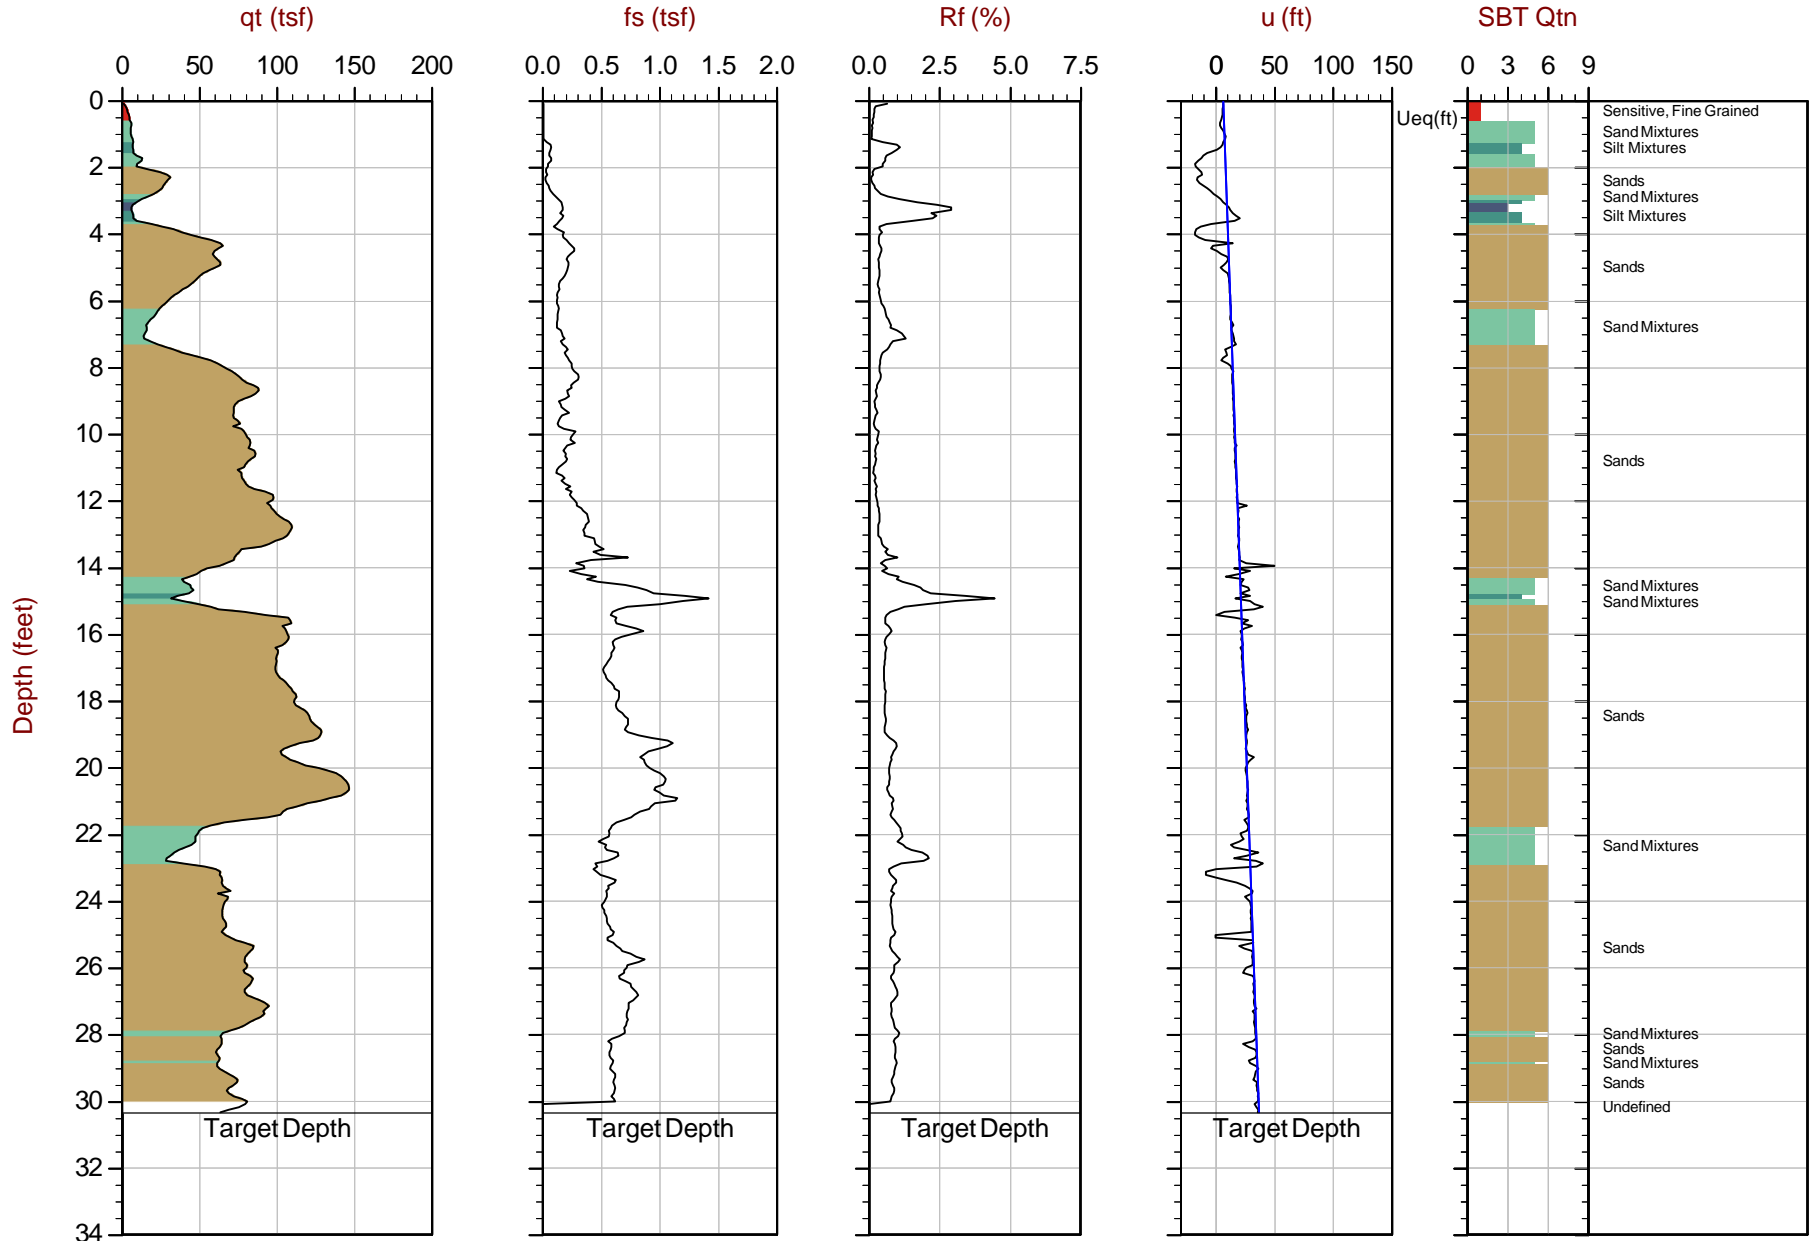 qt (tsf) fs (tsf) Rf (%) u (ft) SBT Qtn
0 50 100 150 200 0.0 0.5 1.0 1.5 2.0 0.0 2.5 5.0 7.5 0 50 100 150 0 3 6 9
0
Sensitive, Fine Grained
Ueq(ft)
Sand Mixtures
Silt Mixtures
2
Sands
Sand Mixtures
Silt Mixtures
4
Sands
6
Sand Mixtures
8
10
Sands
12
14
Sand Mixtures
Sand Mixtures
16
Depth (feet)
18
Sands
20
22
Sand Mixtures
24
Sands
26
28
Sand Mixtures
Sands
Sand Mixtures
Sands
30
Undefined
Target Depth Target Depth Target Depth Target Depth
32
34